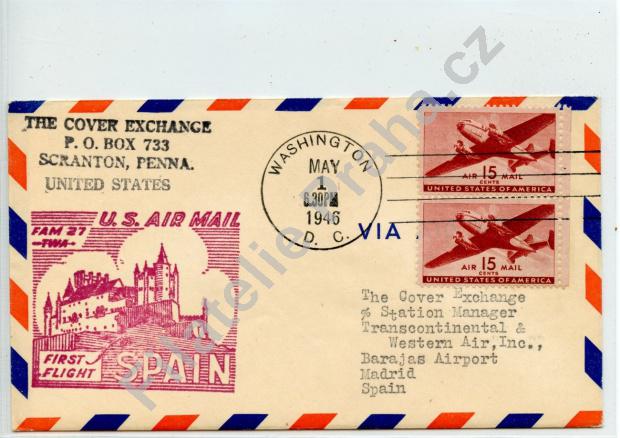 THE COVER EXCHANGE
P. O. BOX 733
SCRANTON, PENNA.
UNITED STATES
WASHINGTON
MAY
1
6.30PM
1946
D. C.
AIR 15 MAIL
CENTS
UNITED STATES OF AMERICA
AIR 15 MAIL
CENTS
UNITED STATES OF AMERICA
VIA
U.S. AIR MAIL
FAM 27
TWA
FIRST
FLIGHT
SPAIN
The Cover Exchange
% Station Manager
Transcontinental &
Western Air, Inc.,
Barajas Airport
Madrid
Spain
Filatelie-Praha.cz